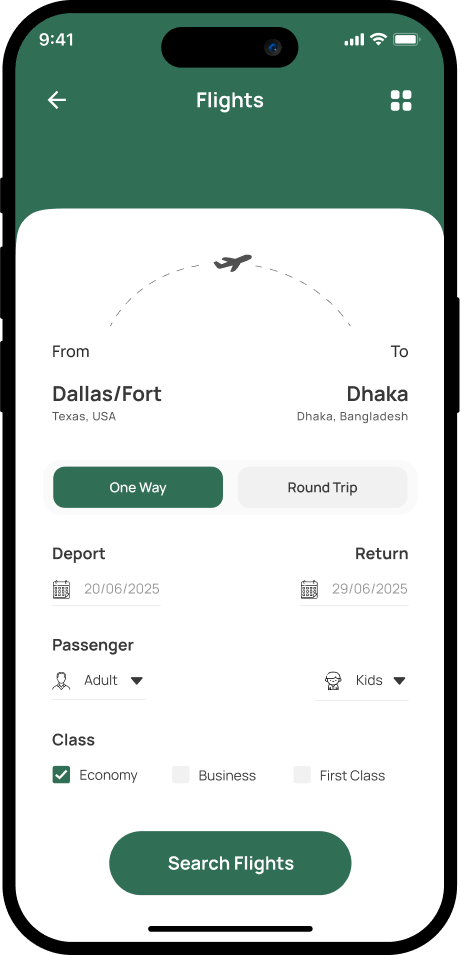 9:41
Flights
From To
Dallas/Fort Dhaka
Texas, USA Dhaka, Bangladesh
One Way Round Trip
Deport Return
20/06/2025 29/06/2025
Passenger
Adult Kids
Class
Economy Business First Class
Search Flights